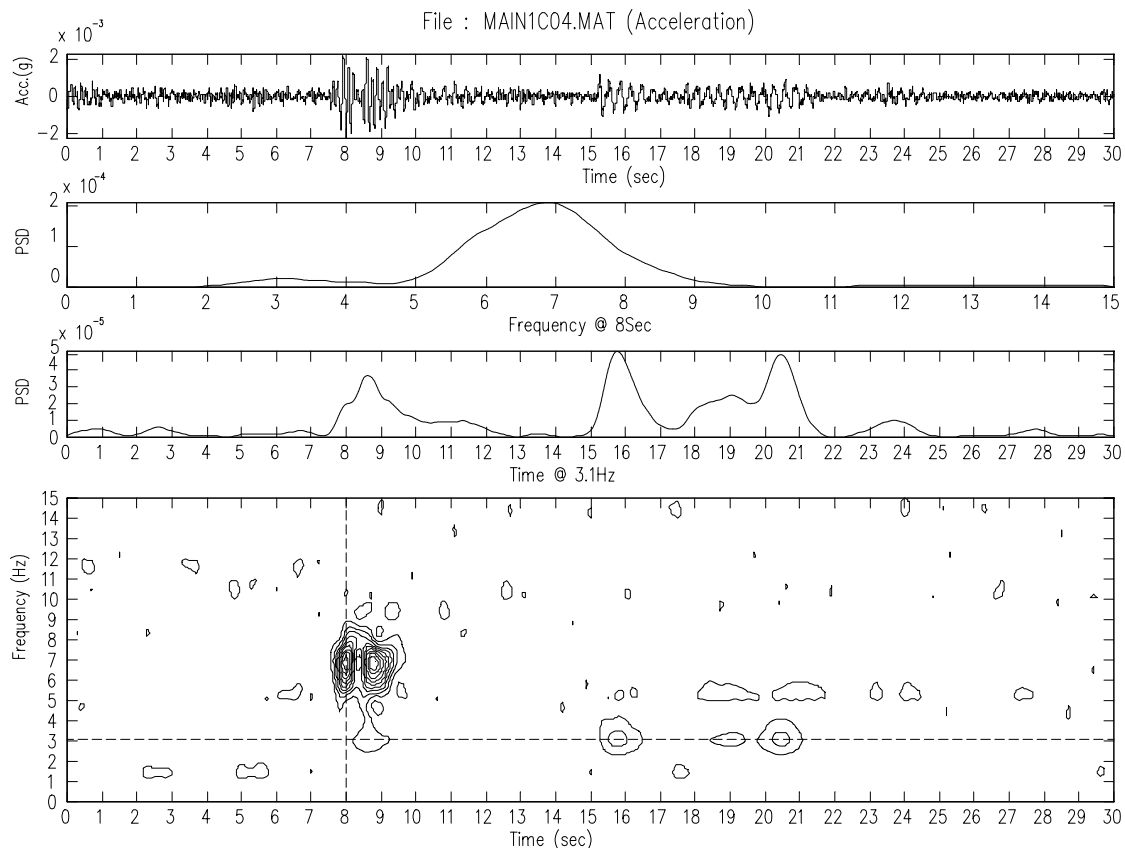 File : MAIN1C04.MAT (Acceleration)
x 10⁻³
2
0
-2
Acc.(g)
0 1 2 3 4 5 6 7 8 9 10 11 12 13 14 15 16 17 18 19 20 21 22 23 24 25 26 27 28 29 30
Time (sec)
x 10⁻⁴
2
1
0
PSD
0 1 2 3 4 5 6 7 8 9 10 11 12 13 14 15
Frequency @ 8Sec
x 10⁻⁵
5
4
3
2
1
0
PSD
0 1 2 3 4 5 6 7 8 9 10 11 12 13 14 15 16 17 18 19 20 21 22 23 24 25 26 27 28 29 30
Time @ 3.1Hz
15
14
13
12
11
10
9
8
7
6
5
4
3
2
1
0
Frequency (Hz)
0 1 2 3 4 5 6 7 8 9 10 11 12 13 14 15 16 17 18 19 20 21 22 23 24 25 26 27 28 29 30
Time (sec)